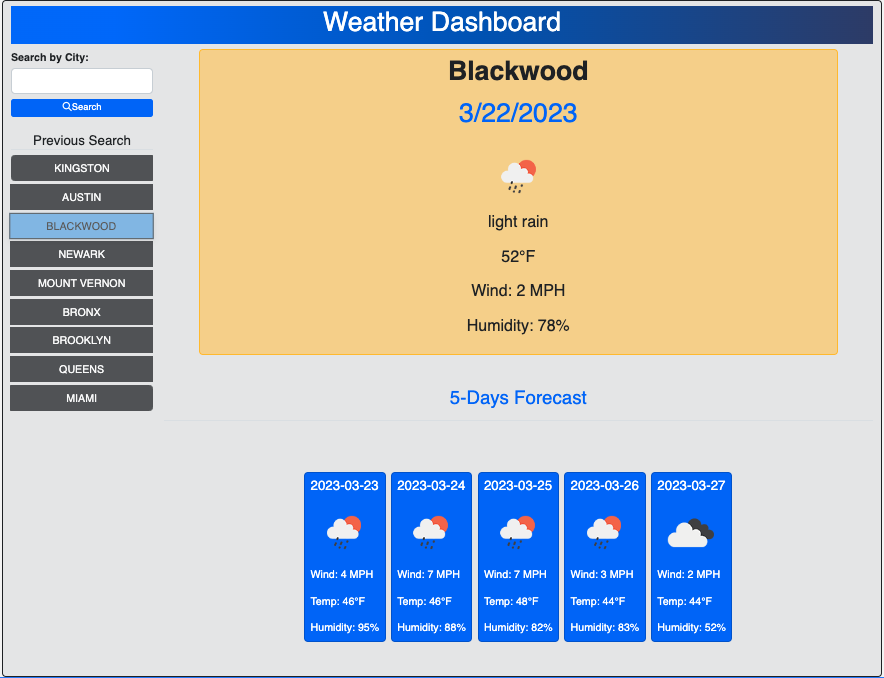 Weather Dashboard
Search by City:
Search
Previous Search
KINGSTON
AUSTIN
BLACKWOOD
NEWARK
MOUNT VERNON
BRONX
BROOKLYN
QUEENS
MIAMI
Blackwood
3/22/2023
light rain
52°F
Wind: 2 MPH
Humidity: 78%
5-Days Forecast
2023-03-23
Wind: 4 MPH
Temp: 46°F
Humidity: 95%
2023-03-24
Wind: 7 MPH
Temp: 46°F
Humidity: 88%
2023-03-25
Wind: 7 MPH
Temp: 48°F
Humidity: 82%
2023-03-26
Wind: 3 MPH
Temp: 44°F
Humidity: 83%
2023-03-27
Wind: 2 MPH
Temp: 44°F
Humidity: 52%